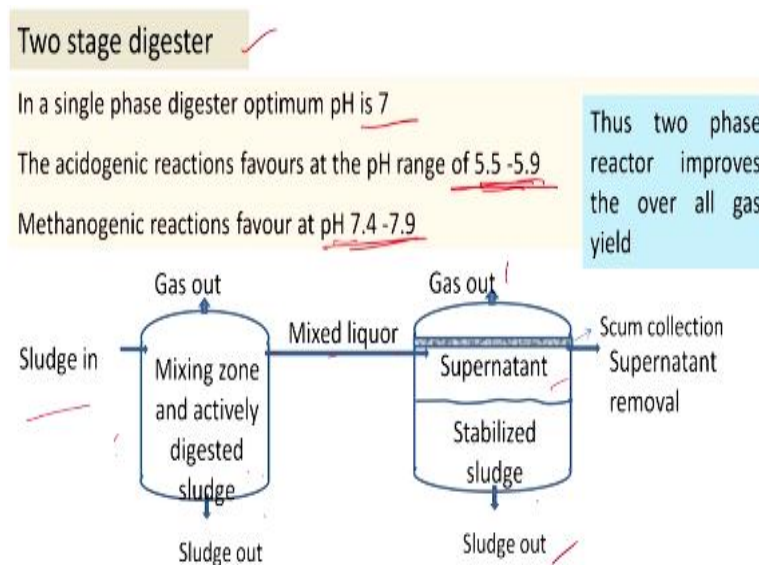 Two stage digester
In a single phase digester optimum pH is 7
The acidogenic reactions favours at the pH range of 5.5 -5.9
Methanogenic reactions favour at pH 7.4 -7.9
Thus two phase
reactor improves
the over all gas
yield
Gas out
Gas out
Sludge in
Mixed liquor
Scum collection
Mixing zone
and actively
digested
sludge
Supernatant
Supernatant
removal
Stabilized
sludge
Sludge out
Sludge out